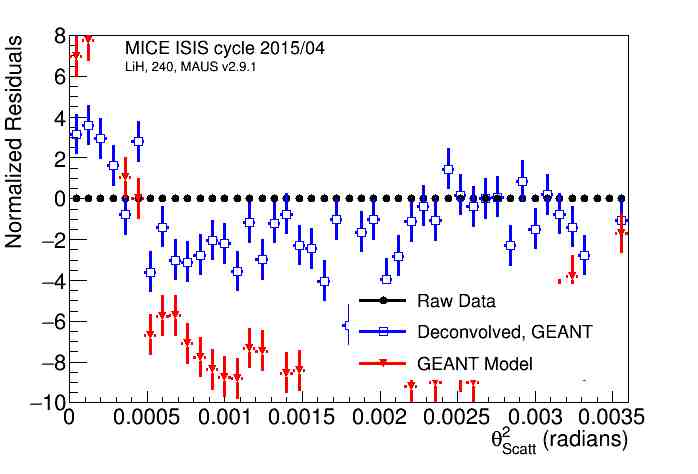 MICE ISIS cycle 2015/04
LiH, 240, MAUS v2.9.1
Normalized Residuals
8
6
4
2
0
−2
−4
−6
−8
−10
Raw Data
Deconvolved, GEANT
GEANT Model
0 0.0005 0.001 0.0015 0.002 0.0025 0.003 0.0035
θ²Scatt (radians)